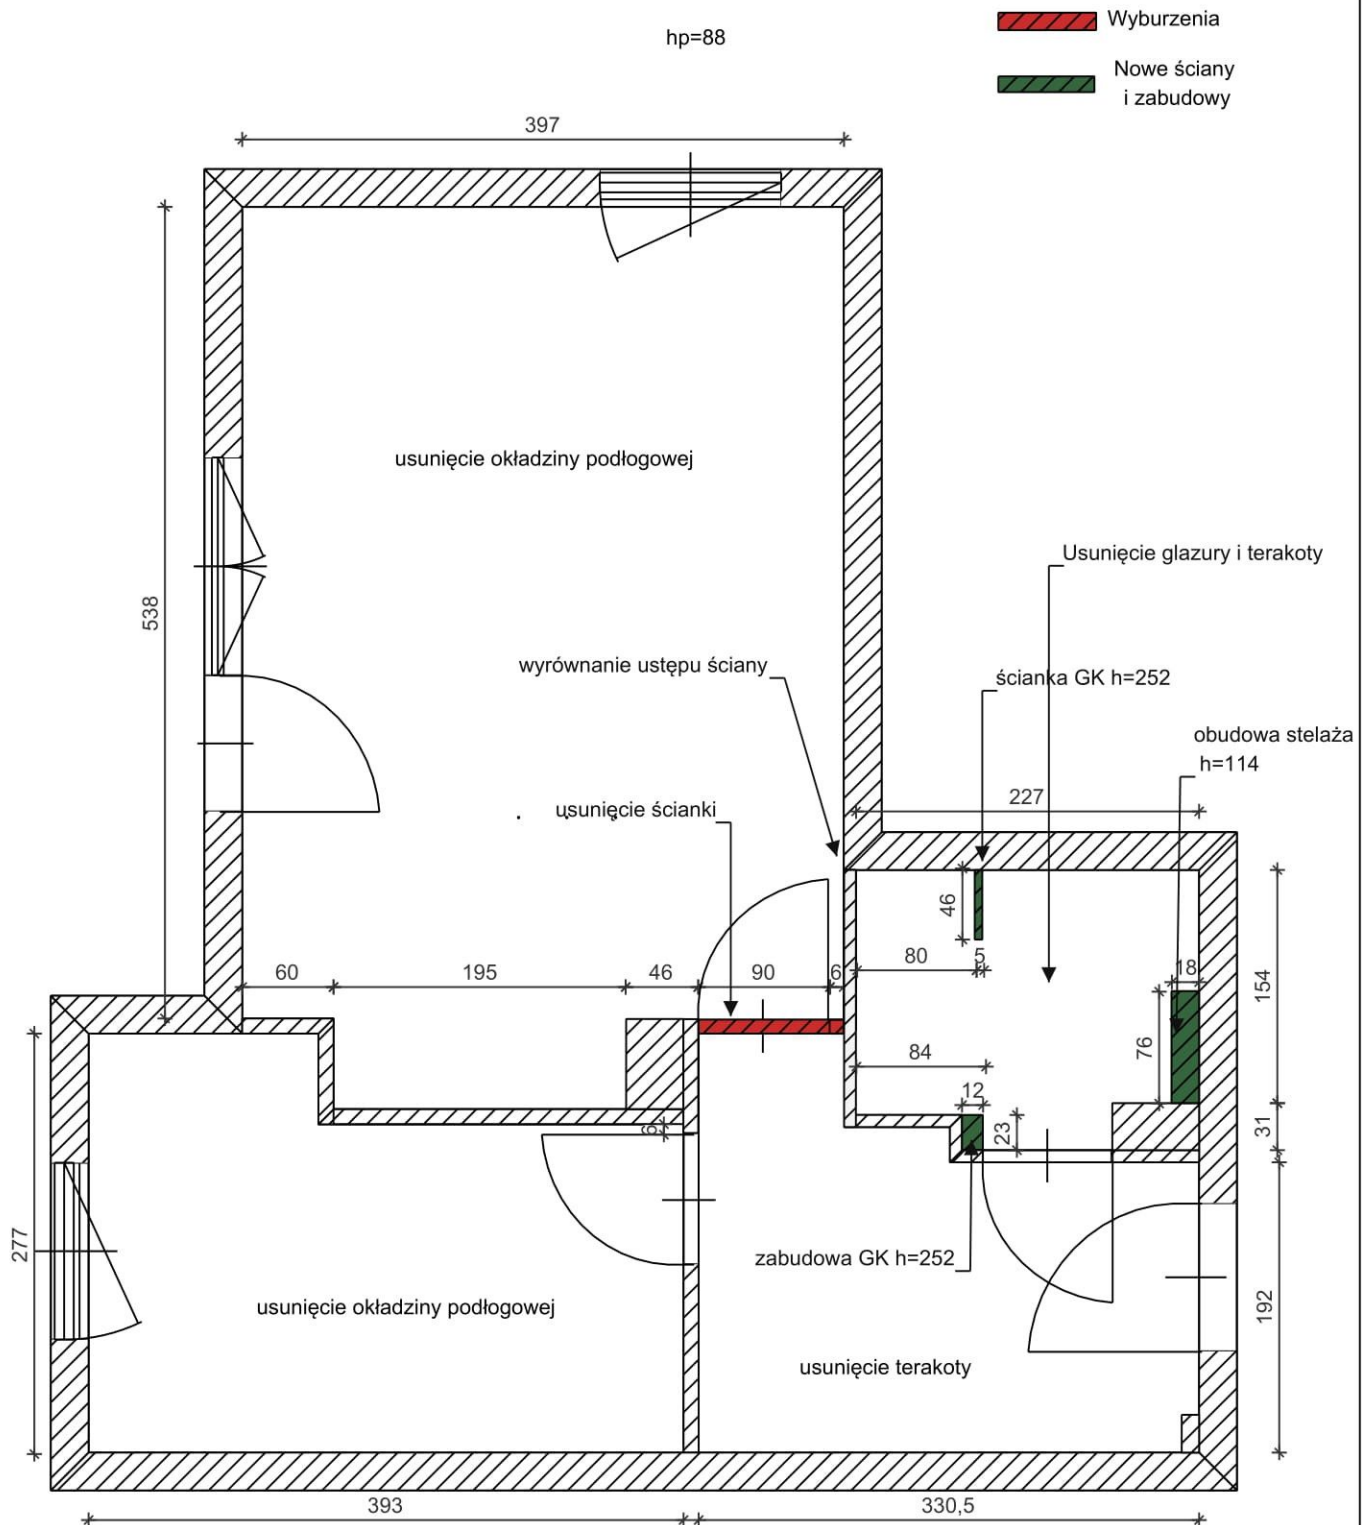 hp=88
Wyburzenia
Nowe ściany
i zabudowy
397
usunięcie okładziny podłogowej
538
Usunięcie glazury i terakoty
wyrównanie ustępu ściany
ścianka GK h=252
obudowa stelaża
h=114
usunięcie ścianki
227
46
60
195
46
90
6
80
5
18
154
84
76
12
23
31
6
277
zabudowa GK h=252
192
usunięcie okładziny podłogowej
usunięcie terakoty
393
330,5